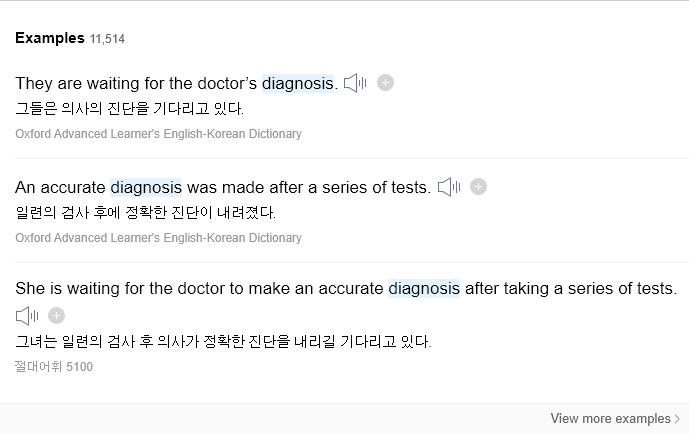 Examples 11,514
They are waiting for the doctor's diagnosis.
그들은 의사의 진단을 기다리고 있다.
Oxford Advanced Learner's English-Korean Dictionary
An accurate diagnosis was made after a series of tests.
일련의 검사 후에 정확한 진단이 내려졌다.
Oxford Advanced Learner's English-Korean Dictionary
She is waiting for the doctor to make an accurate diagnosis after taking a series of tests.
그녀는 일련의 검사 후 의사가 정확한 진단을 내리길 기다리고 있다.
절대어휘 5100
View more examples